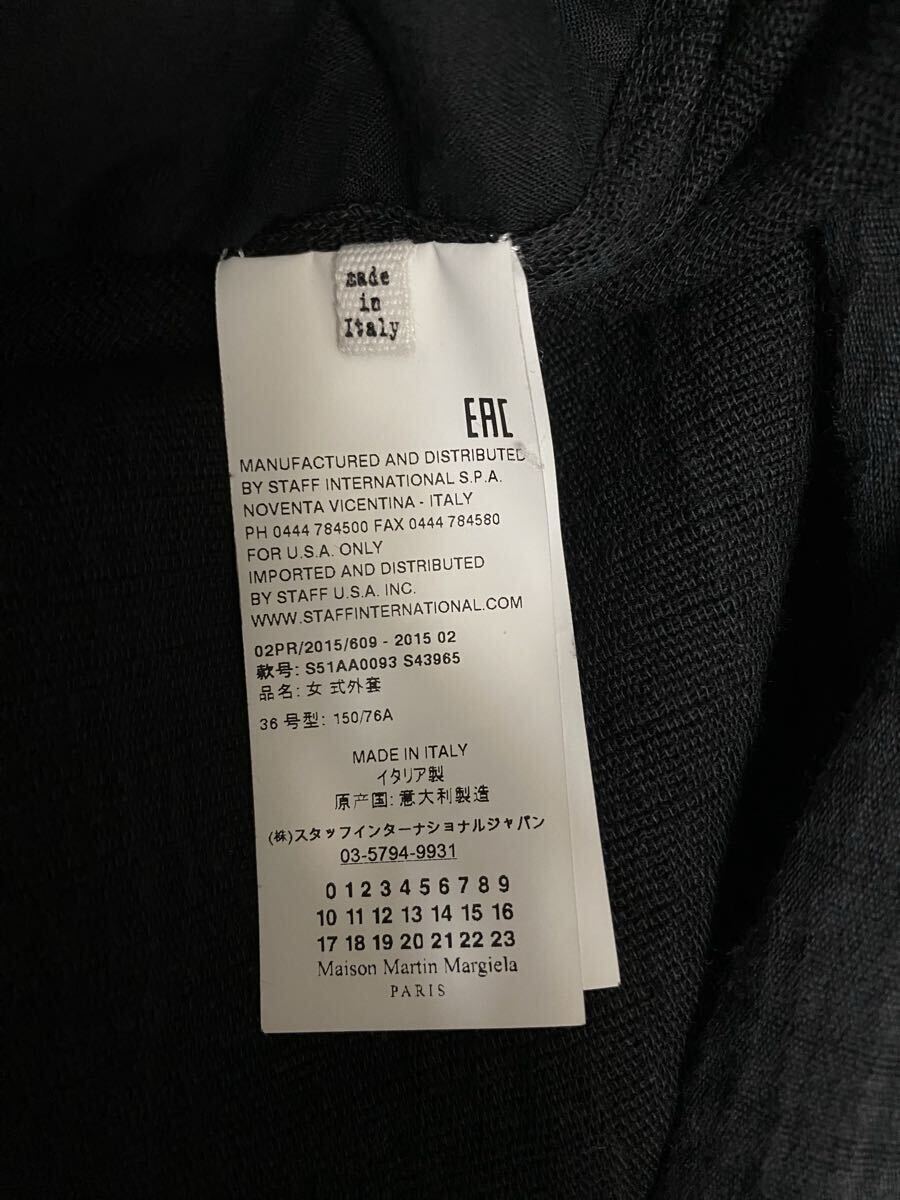 made
in
Italy
EAC
MANUFACTURED AND DISTRIBUTED
BY STAFF INTERNATIONAL S.P.A.
NOVENTA VICENTINA - ITALY
PH 0444 784500 FAX 0444 784580
FOR U.S.A. ONLY
IMPORTED AND DISTRIBUTED
BY STAFF U.S.A. INC.
WWW.STAFFINTERNATIONAL.COM
02PR/2015/609 - 2015 02
款号: S51AA0093 S43965
品名: 女 式外套
36 号型: 150/76A
MADE IN ITALY
イタリア製
原产国: 意大利製造
(株)スタッフインターナショナルジャパン
03-5794-9931
0 1 2 3 4 5 6 7 8 9
10 11 12 13 14 15 16
17 18 19 20 21 22 23
Maison Martin Margiela
PARIS